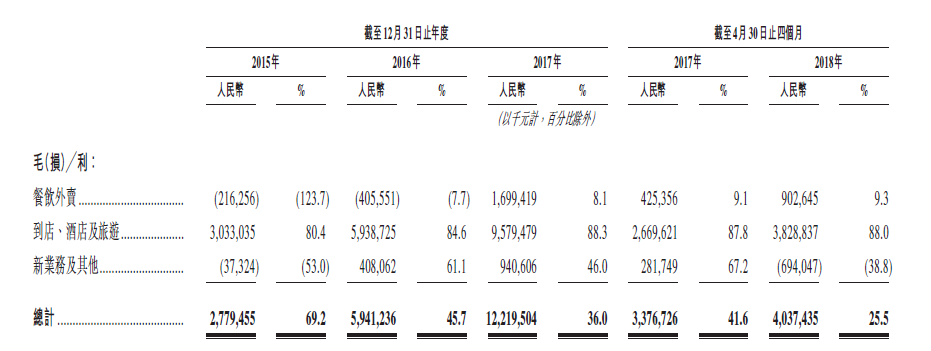 截至12月31日止年度 截至4月30日止四個月
2015年 2016年 2017年 2017年 2018年
人民幣 % 人民幣 % 人民幣 % 人民幣 % 人民幣 %
(以千元計，百分比除外)
毛(損)／利：
餐飲外賣 (216,256) (123.7) (405,551) (7.7) 1,699,419 8.1 425,356 9.1 902,645 9.3
到店、酒店及旅遊 3,033,035 80.4 5,938,725 84.6 9,579,479 88.3 2,669,621 87.8 3,828,837 88.0
新業務及其他 (37,324) (53.0) 408,062 61.1 940,606 46.0 281,749 67.2 (694,047) (38.8)
總計 2,779,455 69.2 5,941,236 45.7 12,219,504 36.0 3,376,726 41.6 4,037,435 25.5